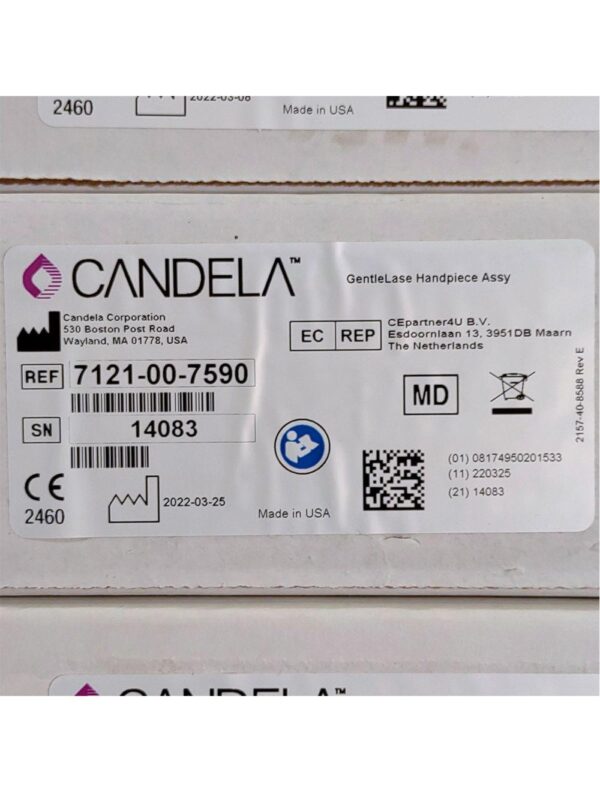 2460
2022-03-08
Made in USA
CANDELA™
GentleLase Handpiece Assy
Candela Corporation
530 Boston Post Road
Wayland, MA 01778, USA
EC REP
CEpartner4U B.V.
Esdoornlaan 13, 3951DB Maarn
The Netherlands
REF 7121-00-7590
MD
SN 14083
2157-40-8588 Rev E
(01) 08174950201533
(11) 220325
(21) 14083
CE
2460
2022-03-25
Made in USA
CANDELA™